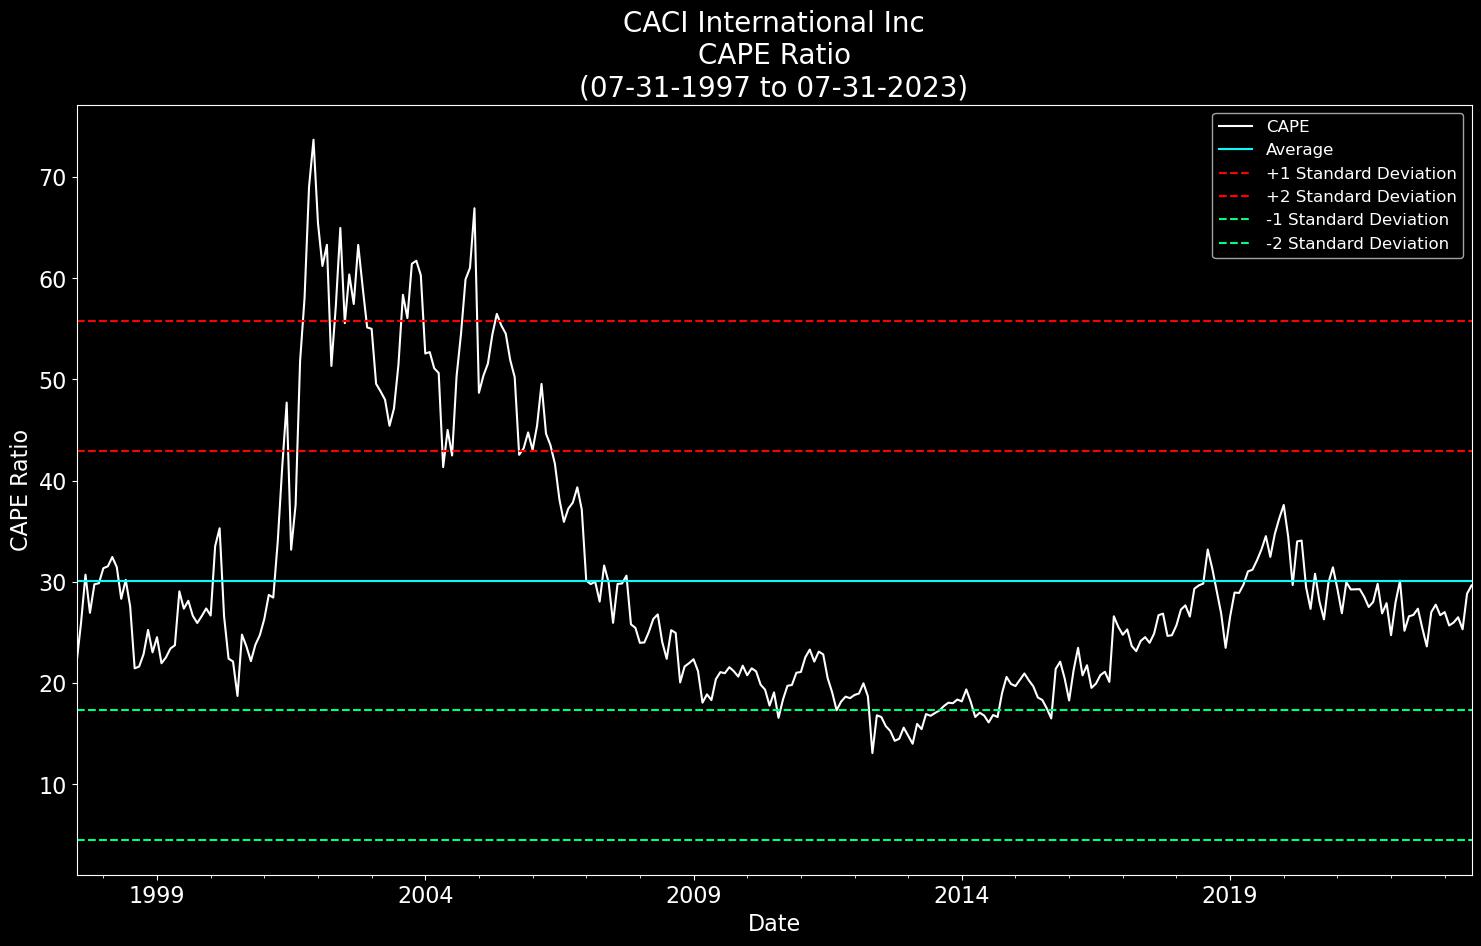 CACI International Inc
CAPE Ratio
(07-31-1997 to 07-31-2023)
CAPE
Average
+1 Standard Deviation
+2 Standard Deviation
-1 Standard Deviation
-2 Standard Deviation
70
60
50
40
30
20
10
CAPE Ratio
1999
2004
2009
2014
2019
Date